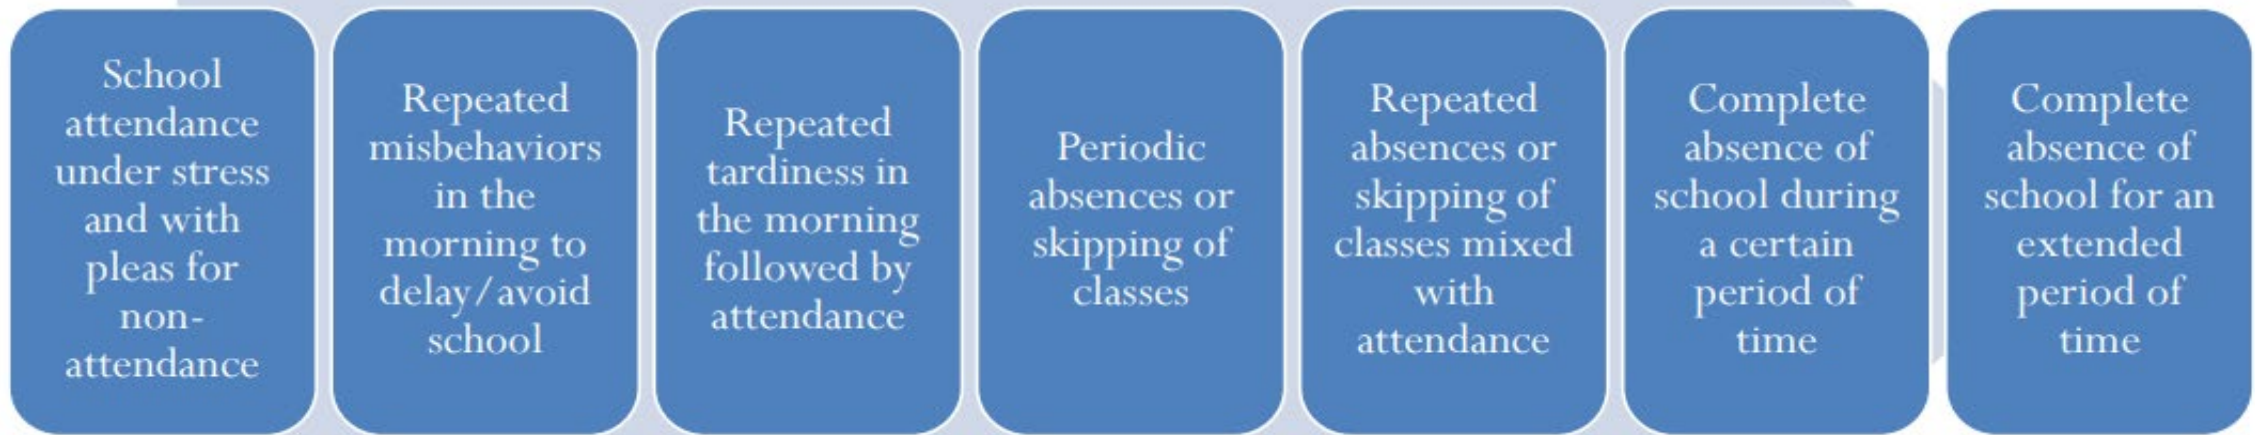 School
attendance
under stress
and with
pleas for
non-
attendance
Repeated
misbehaviors
in the
morning to
delay/avoid
school
Repeated
tardiness in
the morning
followed by
attendance
Periodic
absences or
skipping of
classes
Repeated
absences or
skipping of
classes mixed
with
attendance
Complete
absence of
school during
a certain
period of
time
Complete
absence of
school for an
extended
period of
time